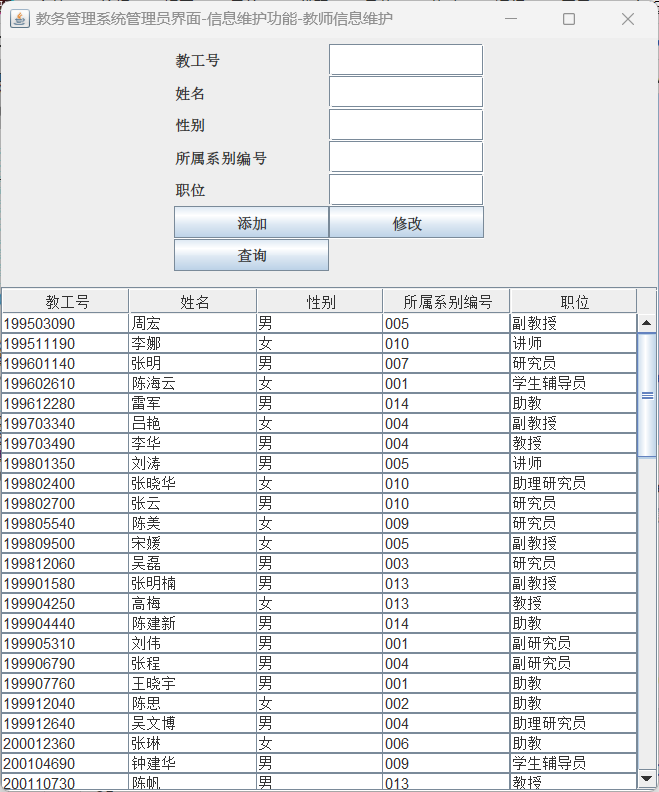 教务管理系统管理员界面-信息维护功能-教师信息维护
教工号
姓名
性别
所属系别编号
职位
添加 修改
查询
教工号 姓名 性别 所属系别编号 职位
199503090 周宏 男 005 副教授
199511190 李娜 女 010 讲师
199601140 张明 男 007 研究员
199602610 陈海云 女 001 学生辅导员
199612280 雷军 男 014 助教
199703340 吕艳 女 004 副教授
199703490 李华 男 004 教授
199801350 刘涛 男 005 讲师
199802400 张晓华 女 010 助理研究员
199802700 张云 男 010 研究员
199805540 陈美 女 009 研究员
199809500 宋媛 女 005 副教授
199812060 吴磊 男 003 研究员
199901580 张明楠 男 013 副教授
199904250 高梅 女 013 教授
199904440 陈建新 男 014 助教
199905310 刘伟 男 001 副研究员
199906790 张程 男 004 副研究员
199907760 王晓宇 男 001 助教
199912040 陈思 女 002 助教
199912640 吴文博 男 004 助理研究员
200012360 张琳 女 006 助教
200104690 钟建华 男 009 学生辅导员
200110730 陈帆 男 013 教授